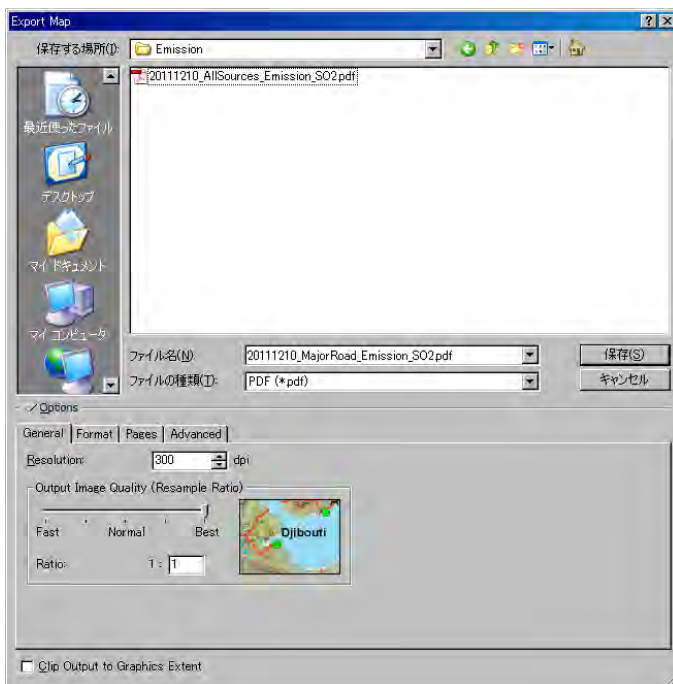 Export Map
保存する場所(I):
Emission
最近使ったファイル
デスクトップ
マイ ドキュメント
マイ コンピュータ
20111210_AllSources_Emission_SO2.pdf
ファイル名(N):
20111210_MajorRoad_Emission_SO2.pdf
保存(S)
ファイルの種類(T):
PDF (*.pdf)
キャンセル
Options
General
Format
Pages
Advanced
Resolution:
300
dpi
Output Image Quality (Resample Ratio)
Fast
Normal
Best
Djibouti
Ratio:
1 : 1
Clip Output to Graphics Extent